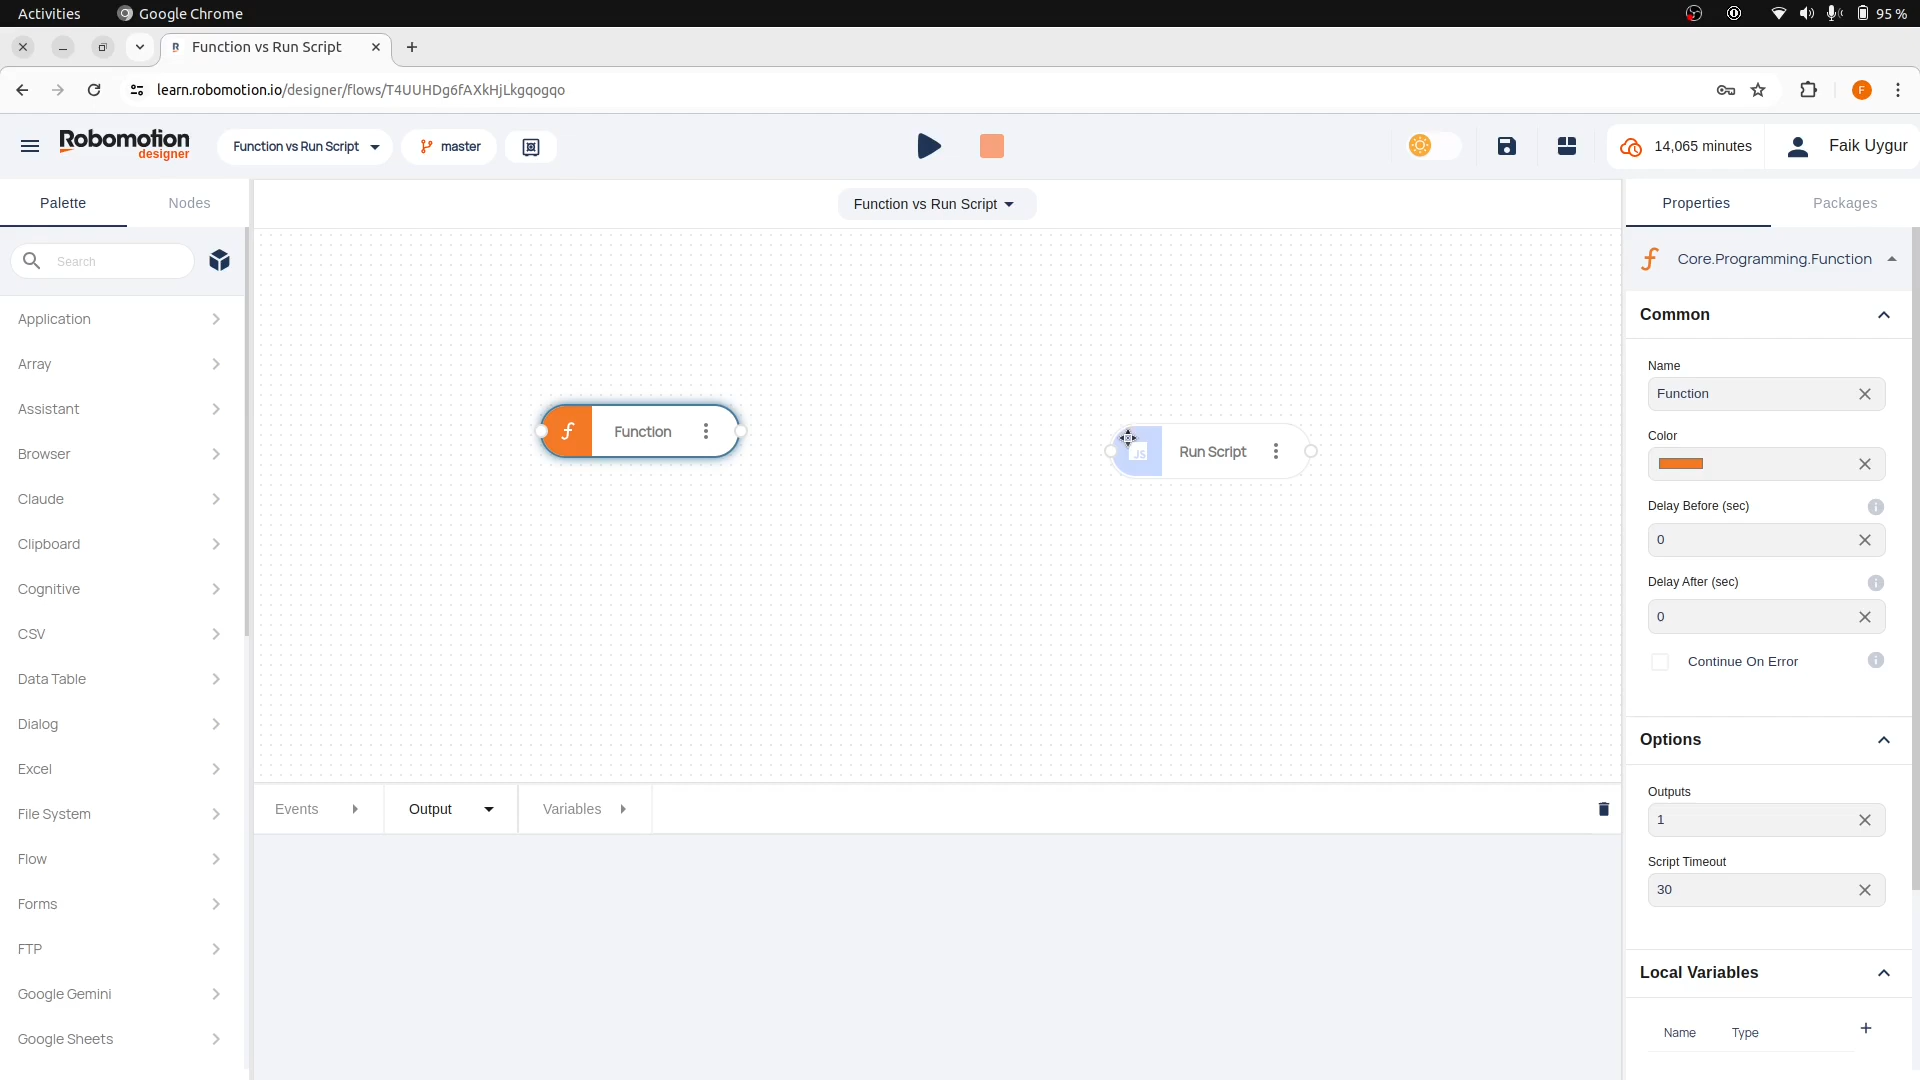 Activities
Google Chrome
95 %
Function vs Run Script
learn.robomotion.io/designer/flows/T4UUHDg6fAXkHjLkgqogqo
F
Robomotion
designer
Function vs Run Script
master
14,065 minutes
Faik Uygur
Palette
Nodes
Function vs Run Script
Properties
Packages
Search
Core.Programming.Function
Application
Array
Assistant
Browser
Claude
Clipboard
Cognitive
CSV
Data Table
Dialog
Excel
File System
Flow
Forms
FTP
Google Gemini
Google Sheets
Function
JS
Run Script
Events
Output
Variables
Common
Name
Function
Color
Delay Before (sec)
0
Delay After (sec)
0
Continue On Error
Options
Outputs
1
Script Timeout
30
Local Variables
Name
Type